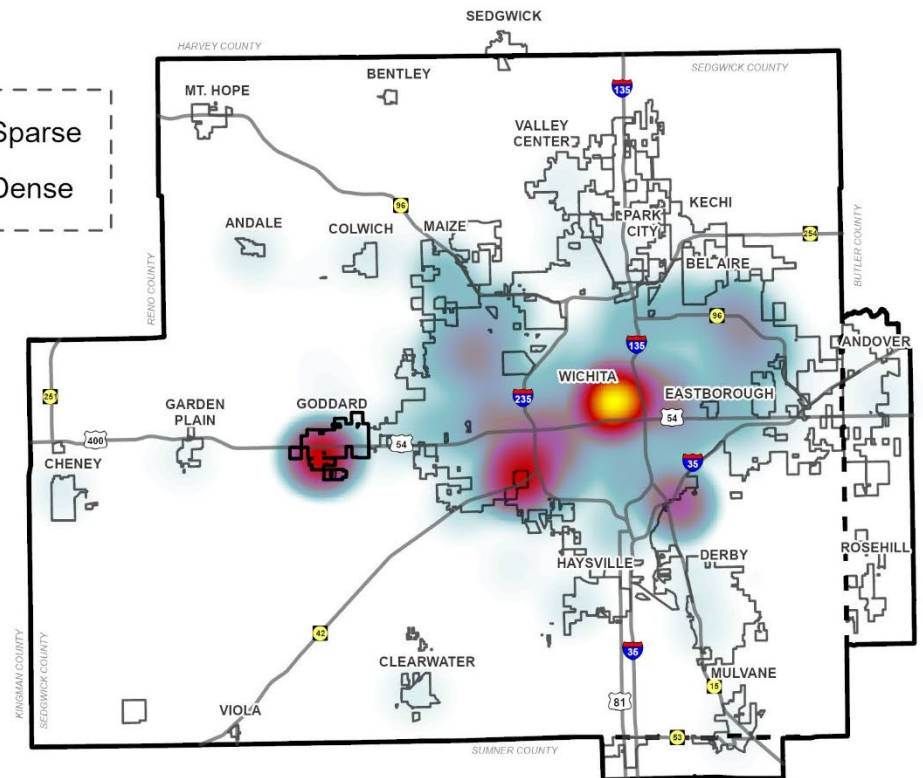 SEDGWICK
HARVEY COUNTY
SEDGWICK COUNTY
BENTLEY
MT. HOPE
135
Sparse
Dense
VALLEY
CENTER
96
KECHI
PARK
CITY
ANDALE
COLWICH
MAIZE
254
BEL AIRE
RENO COUNTY
BUTLER COUNTY
96
135
ANDOVER
WICHITA
EASTBOROUGH
251
235
GARDEN
PLAIN
GODDARD
54
400
54
CHENEY
35
HAYSVILLE
DERBY
ROSEHILL
42
35
KINGMAN COUNTY
SEDGWICK COUNTY
CLEARWATER
MULVANE
15
81
VIOLA
53
SUMNER COUNTY